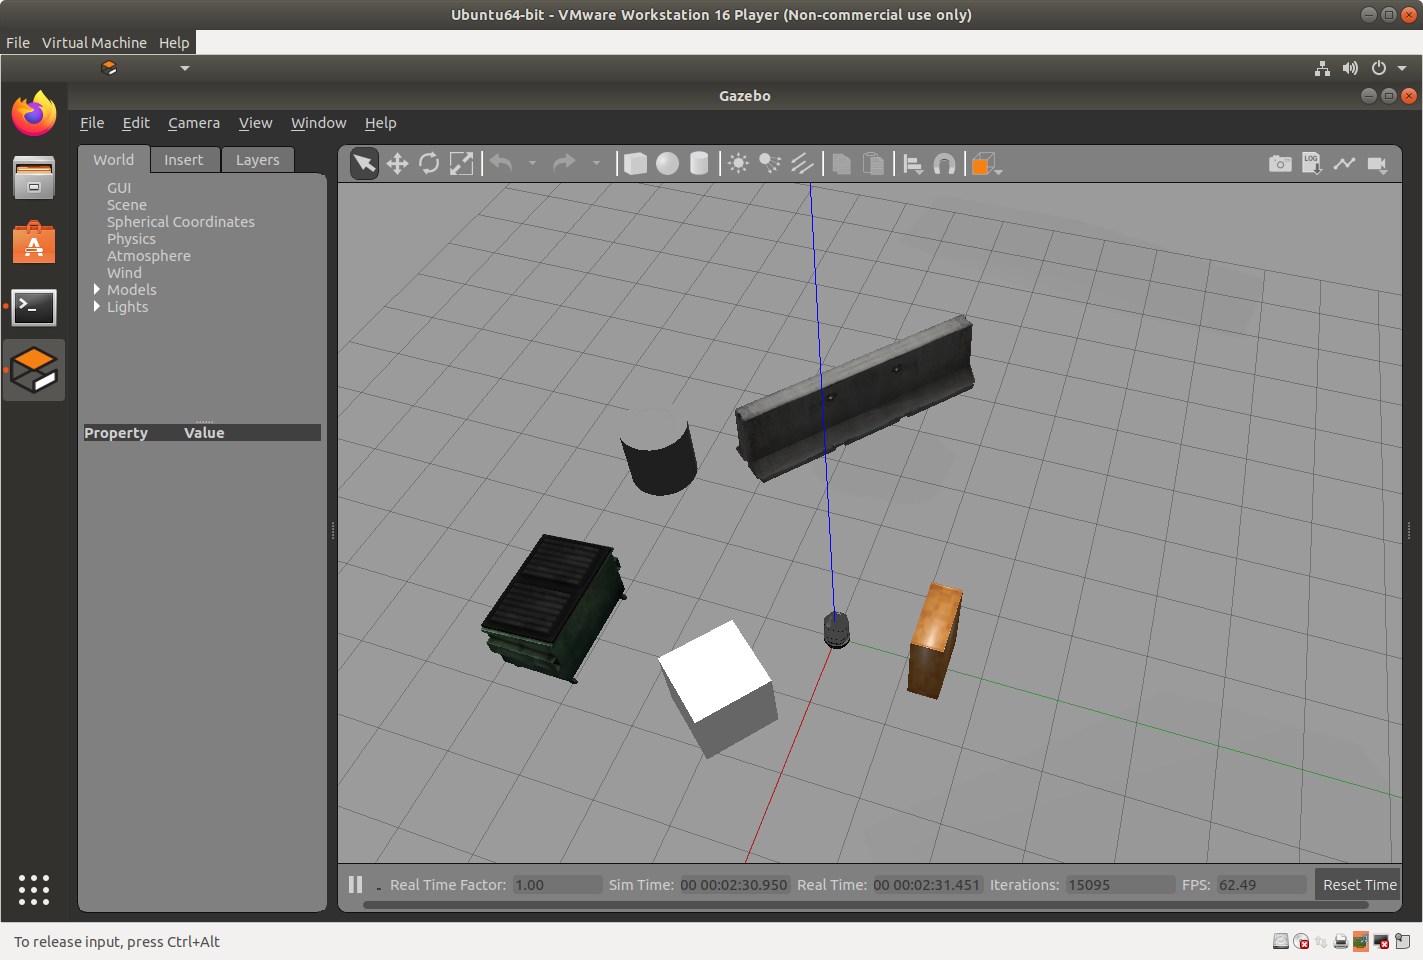 Ubuntu64-bit - VMware Workstation 16 Player (Non-commercial use only)
File Virtual Machine Help
Gazebo
File Edit Camera View Window Help
World Insert Layers
GUI
Scene
Spherical Coordinates
Physics
Atmosphere
Wind
Models
Lights
Property Value
LOG
Real Time Factor: 1.00 Sim Time: 00 00:02:30.950 Real Time: 00 00:02:31.451 Iterations: 15095 FPS: 62.49 Reset Time
To release input, press Ctrl+Alt